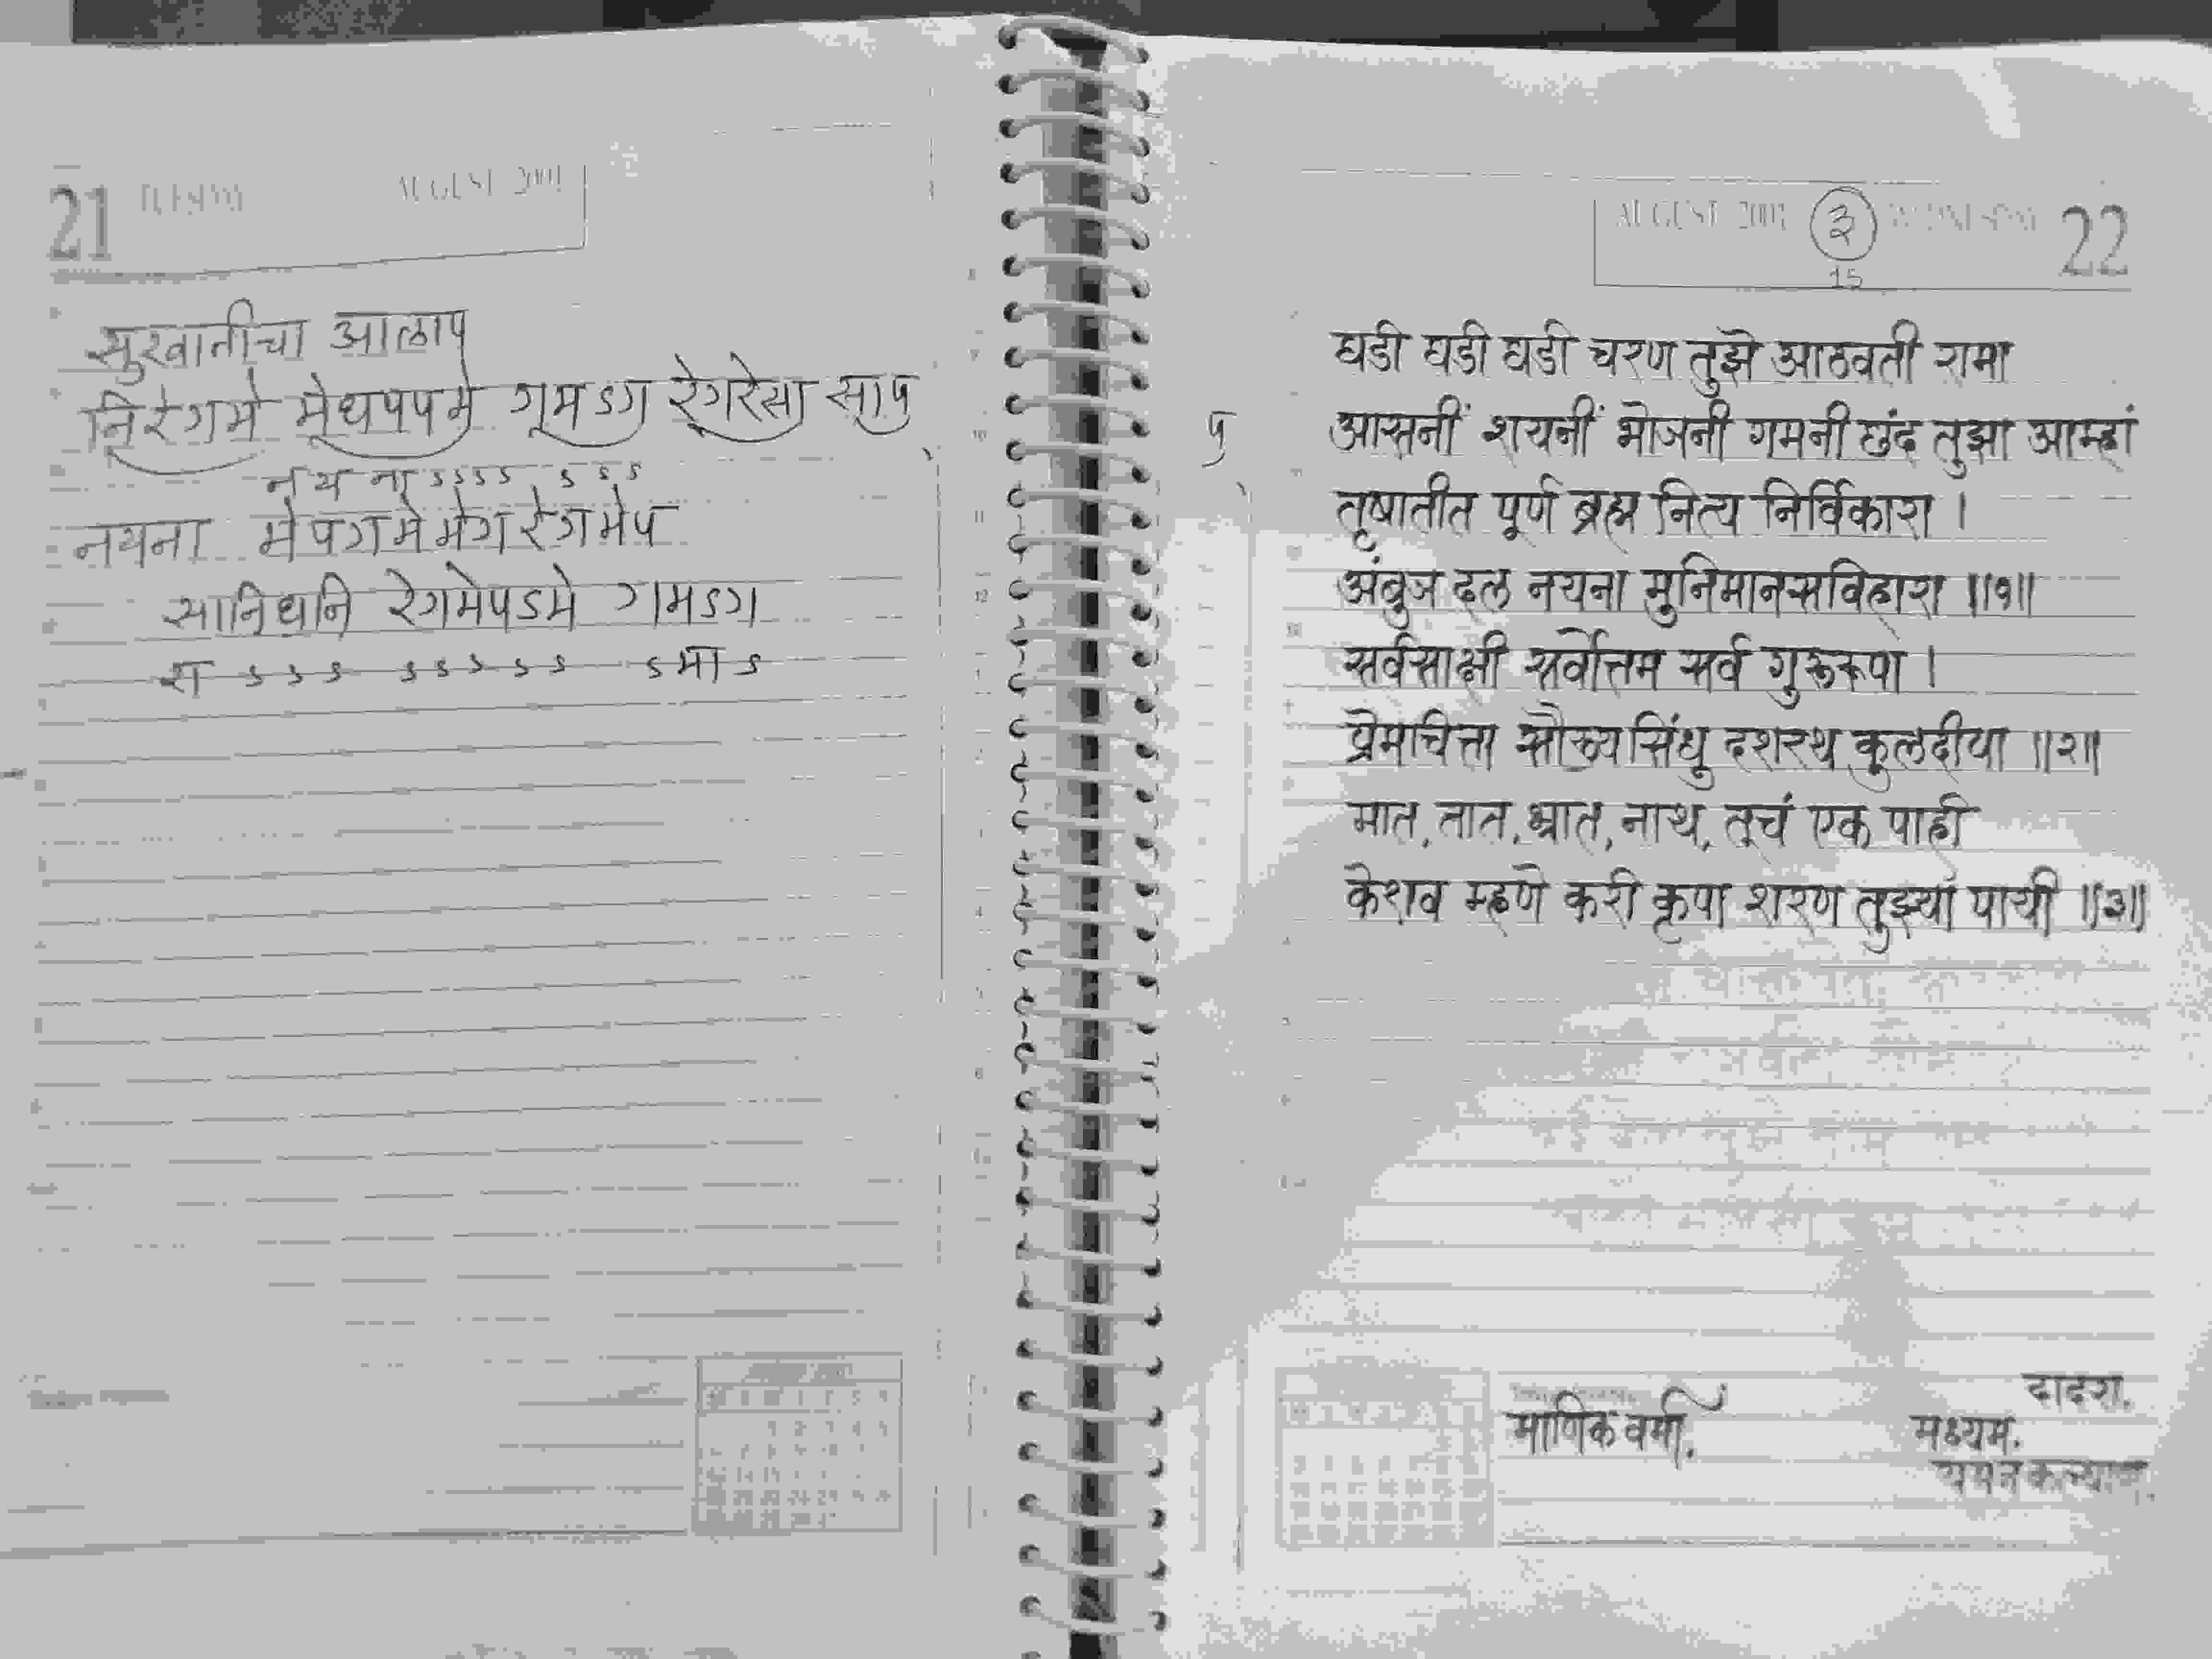 21 TUESDAY AUGUST 2001
सुरवातीचा आलाप
निरेगमे मेधपपमे गमऽग रेगरेसा साप
नयनाऽऽऽऽ ऽऽऽ
नयना मेपगमेमेगरेगमेप
सानिधनि रेगमेपऽमे गमऽग
रा ऽऽऽ ऽऽऽऽऽ ऽमाऽ
AUGUST 2001 ३ WEDNESDAY 22
15
घडी घडी घडी चरण तुझे आठवती रामा
प आसनीं शयनीं भोजनी गमनी छंद तुझा आम्हां
तृषातीत पूर्ण ब्रह्म नित्य निर्विकारा ।
अंबुज दल नयना मुनिमानसविहारा ॥१॥
सर्वसाक्षी सर्वोत्तम सर्व गुरूरूपा ।
प्रेमचित्ता सौख्यसिंधु दशरथ कुलदीपा ॥२॥
मात, तात, भ्रात, नाथ, तूचं एक पाही
केशव म्हणे करी कृपा शरण तुझ्यां पायी ॥३॥
दादरा.
माणिक वर्मा. मध्यम.
यमन कल्याण.